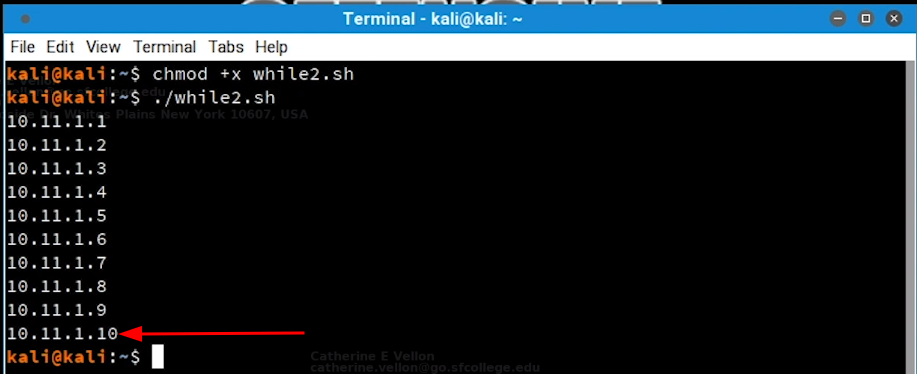 Terminal - kali@kali: ~
File Edit View Terminal Tabs Help
kali@kali:~$ chmod +x while2.sh
kali@kali:~$ ./while2.sh
Plains New York 10607, USA
10.11.1.1
10.11.1.2
10.11.1.3
10.11.1.4
10.11.1.5
10.11.1.6
10.11.1.7
10.11.1.8
10.11.1.9
10.11.1.10
kali@kali:~$
Catherine E Vellon
catherine.vellon@go.sfcollege.edu